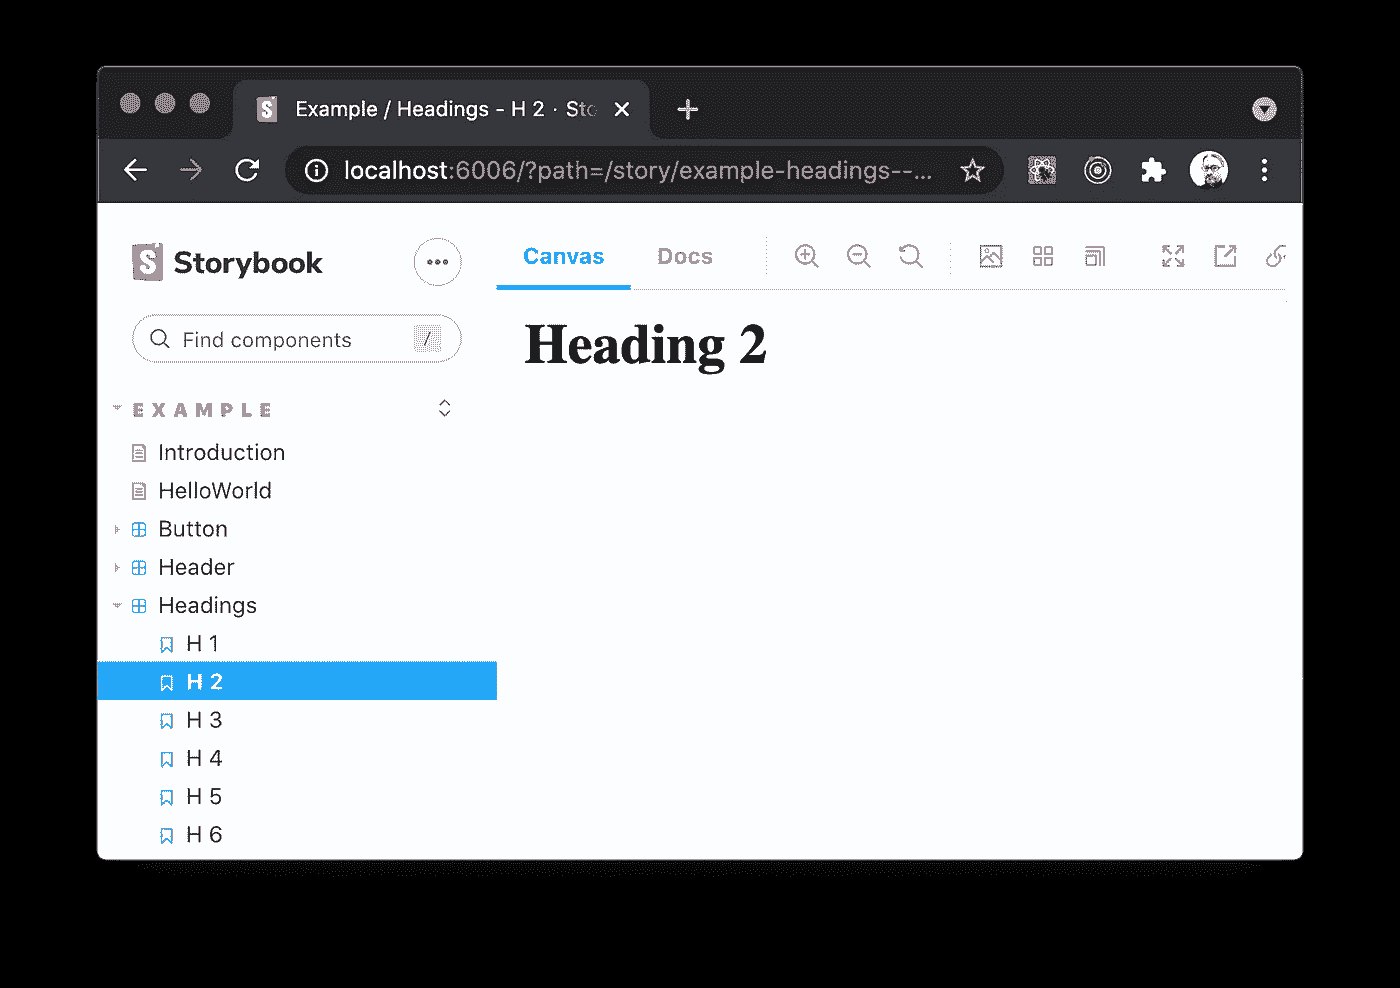 Example / Headings - H 2 · Sto
localhost:6006/?path=/story/example-headings--...
Storybook
Canvas
Docs
Find components
/
Heading 2
EXAMPLE
Introduction
HelloWorld
Button
Header
Headings
H 1
H 2
H 3
H 4
H 5
H 6